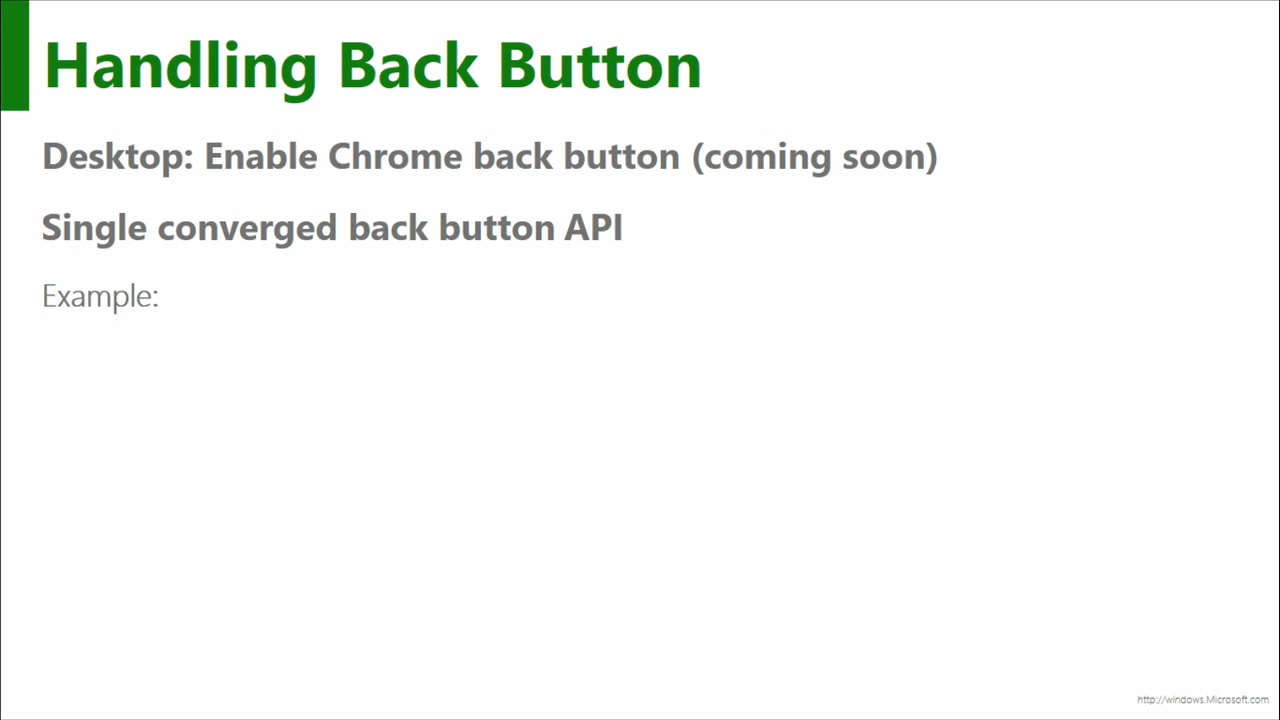 Handling Back Button
Desktop: Enable Chrome back button (coming soon)
Single converged back button API
Example:
http://windows.Microsoft.com